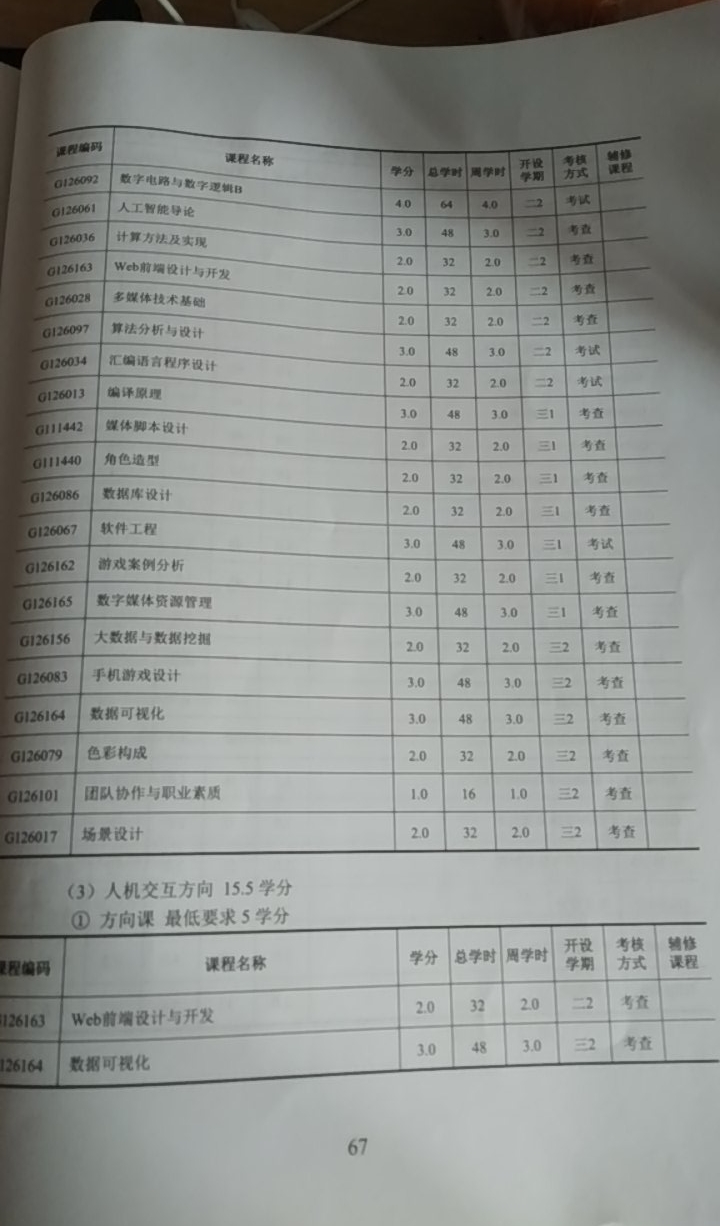 课程编码 课程名称 学分 总学时 周学时 开设学期 考核方式 辅修课程
G126092 数字电路与数字逻辑B 4.0 64 4.0 二2 考试
G126061 人工智能导论 3.0 48 3.0 二2 考查
G126036 计算方法及实现 2.0 32 2.0 二2 考查
G126163 Web前端设计与开发 2.0 32 2.0 二2 考查
G126028 多媒体技术基础 2.0 32 2.0 二2 考查
G126097 算法分析与设计 3.0 48 3.0 二2 考试
G126034 汇编语言程序设计 2.0 32 2.0 二2 考试
G126013 编译原理 3.0 48 3.0 三1 考查
G111442 媒体脚本设计 2.0 32 2.0 三1 考查
G111440 角色造型 2.0 32 2.0 三1 考查
G126086 数据库设计 2.0 32 2.0 三1 考查
G126067 软件工程 3.0 48 3.0 三1 考试
G126162 游戏案例分析 2.0 32 2.0 三1 考查
G126165 数字媒体资源管理 3.0 48 3.0 三1 考查
G126156 大数据与数据挖掘 2.0 32 2.0 三2 考查
G126083 手机游戏设计 3.0 48 3.0 三2 考查
G126164 数据可视化 3.0 48 3.0 三2 考查
G126079 色彩构成 2.0 32 2.0 三2 考查
G126101 团队协作与职业素质 1.0 16 1.0 三2 考查
G126017 场景设计 2.0 32 2.0 三2 考查
（3）人机交互方向 15.5 学分
① 方向课 最低要求 5 学分
课程编码 课程名称 学分 总学时 周学时 开设学期 考核方式 辅修课程
126163 Web前端设计与开发 2.0 32 2.0 二2 考查
126164 数据可视化 3.0 48 3.0 三2 考查
67